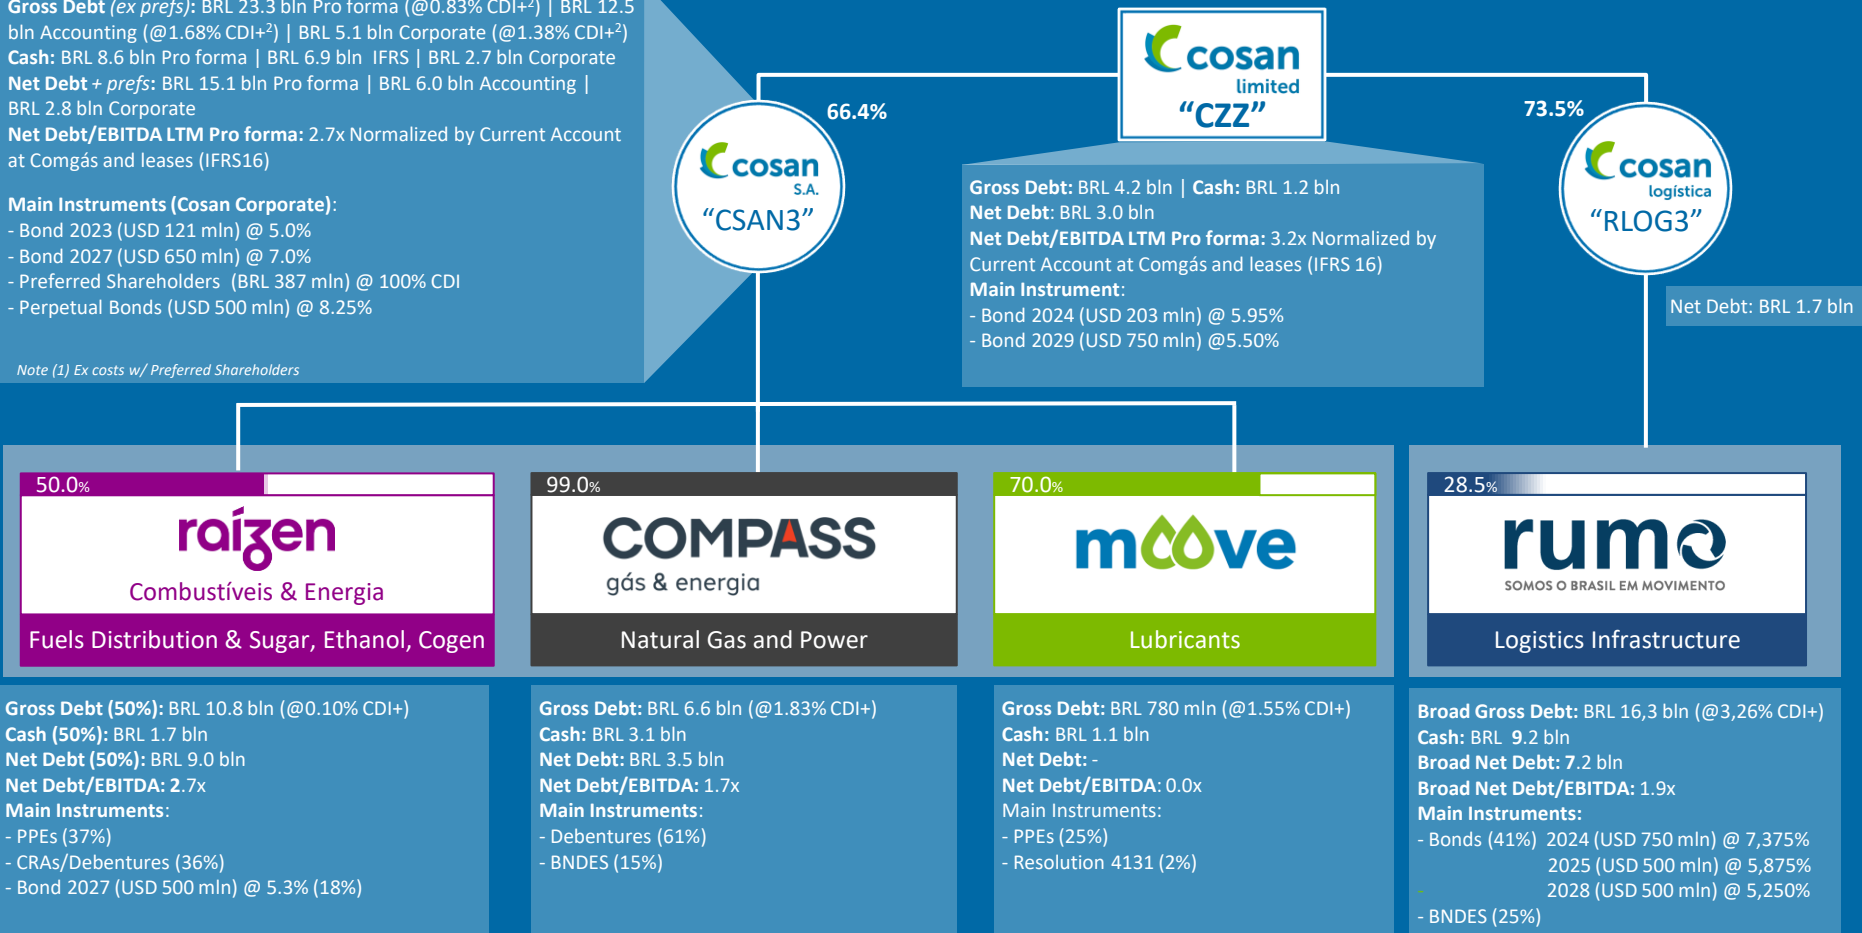 Gross Debt (ex prefs): BRL 23.3 bln Pro forma (@0.83% CDI+²) | BRL 12.5
bln Accounting (@1.68% CDI+²) | BRL 5.1 bln Corporate (@1.38% CDI+²)
Cash: BRL 8.6 bln Pro forma | BRL 6.9 bln IFRS | BRL 2.7 bln Corporate
Net Debt + prefs: BRL 15.1 bln Pro forma | BRL 6.0 bln Accounting |
BRL 2.8 bln Corporate
Net Debt/EBITDA LTM Pro forma: 2.7x Normalized by Current Account
at Comgás and leases (IFRS16)
Main Instruments (Cosan Corporate):
- Bond 2023 (USD 121 mln) @ 5.0%
- Bond 2027 (USD 650 mln) @ 7.0%
- Preferred Shareholders (BRL 387 mln) @ 100% CDI
- Perpetual Bonds (USD 500 mln) @ 8.25%
Note (1) Ex costs w/ Preferred Shareholders
66.4%
cosan
S.A.
“CSAN3”
cosan
limited
“CZZ”
Gross Debt: BRL 4.2 bln | Cash: BRL 1.2 bln
Net Debt: BRL 3.0 bln
Net Debt/EBITDA LTM Pro forma: 3.2x Normalized by
Current Account at Comgás and leases (IFRS 16)
Main Instrument:
- Bond 2024 (USD 203 mln) @ 5.95%
- Bond 2029 (USD 750 mln) @5.50%
73.5%
cosan
logística
“RLOG3”
Net Debt: BRL 1.7 bln
50.0%
raízen
Combustíveis & Energia
Fuels Distribution & Sugar, Ethanol, Cogen
Gross Debt (50%): BRL 10.8 bln (@0.10% CDI+)
Cash (50%): BRL 1.7 bln
Net Debt (50%): BRL 9.0 bln
Net Debt/EBITDA: 2.7x
Main Instruments:
- PPEs (37%)
- CRAs/Debentures (36%)
- Bond 2027 (USD 500 mln) @ 5.3% (18%)
99.0%
COMPASS
gás & energia
Natural Gas and Power
Gross Debt: BRL 6.6 bln (@1.83% CDI+)
Cash: BRL 3.1 bln
Net Debt: BRL 3.5 bln
Net Debt/EBITDA: 1.7x
Main Instruments:
- Debentures (61%)
- BNDES (15%)
70.0%
moove
Lubricants
Gross Debt: BRL 780 mln (@1.55% CDI+)
Cash: BRL 1.1 bln
Net Debt: -
Net Debt/EBITDA: 0.0x
Main Instruments:
- PPEs (25%)
- Resolution 4131 (2%)
28.5%
rumo
SOMOS O BRASIL EM MOVIMENTO
Logistics Infrastructure
Broad Gross Debt: BRL 16,3 bln (@3,26% CDI+)
Cash: BRL 9.2 bln
Broad Net Debt: 7.2 bln
Broad Net Debt/EBITDA: 1.9x
Main Instruments:
- Bonds (41%) 2024 (USD 750 mln) @ 7,375%
2025 (USD 500 mln) @ 5,875%
- 2028 (USD 500 mln) @ 5,250%
- BNDES (25%)